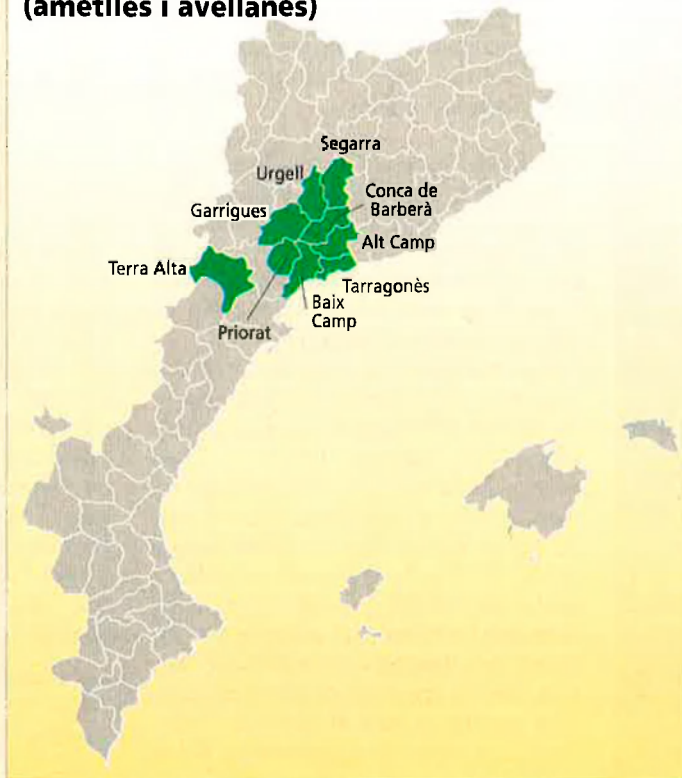 (ametlles i avellanes)
Segarra
Urgell
Conca de
Barberà
Garrigues
Alt Camp
Terra Alta
Tarragonès
Baix
Camp
Priorat